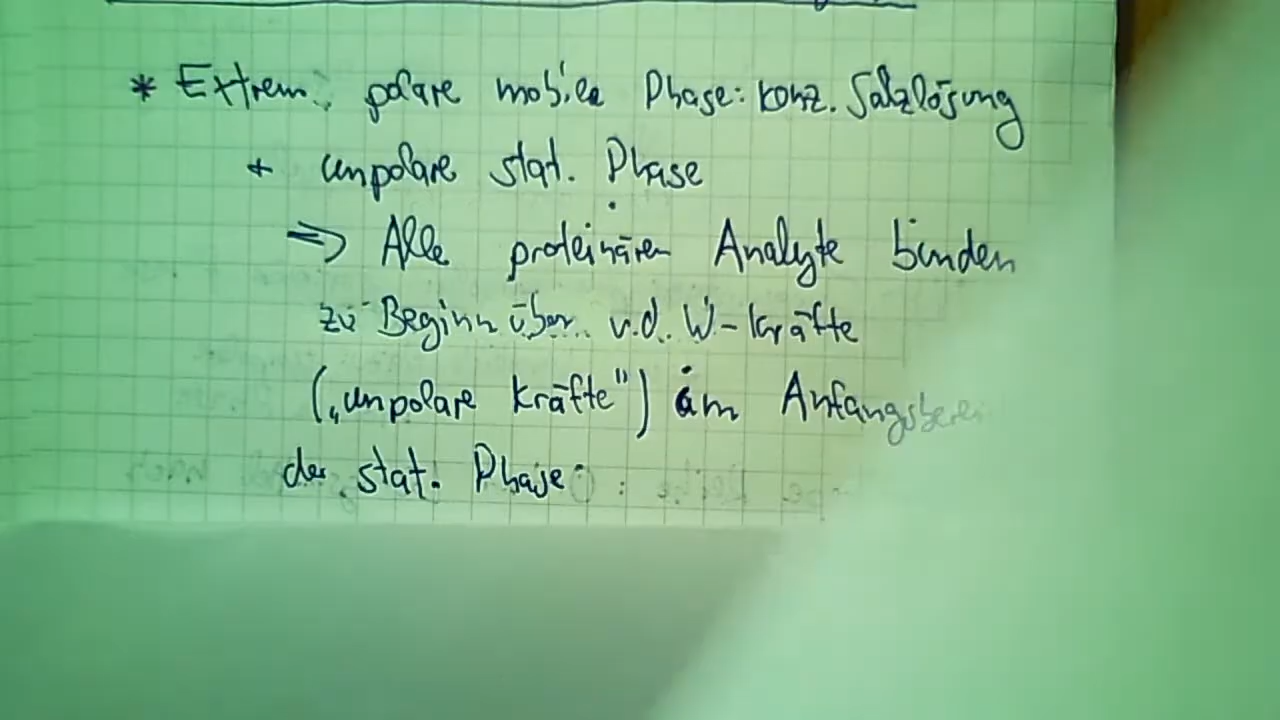 * Extrem polare mobile Phase: konz. Salzlösung
+ unpolare stat. Phase
=> Alle proteinären Analyte binden
zu Beginn über v.d. W-Kräfte
(„unpolare Kräfte") am
der stat. Phase: